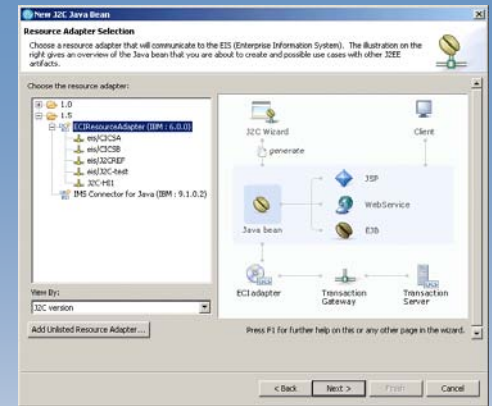 New J2C Java Bean
Resource Adapter Selection
Choose a resource adapter that will communicate to the EIS (Enterprise Information System). The illustration on the
right gives an overview of the Java bean that you are about to create and possible use cases with other J2EE
artifacts.
Choose the resource adapter:
1.0
1.5
ECIResourceAdapter (IBM : 6.0.0)
eis/CICSA
eis/CICSB
eis/J2CREF
eis/J2C-test
J2C-HI1
IMS Connector for Java (IBM : 9.1.0.2)
View By:
J2C version
Add Unlisted Resource Adapter...
J2C Wizard
Client
generate
JSP
WebService
Java bean
EJB
ECI adapter
Transaction
Gateway
Transaction
Server
Press F1 for further help on this or any other page in the wizard.
< Back
Next >
Finish
Cancel